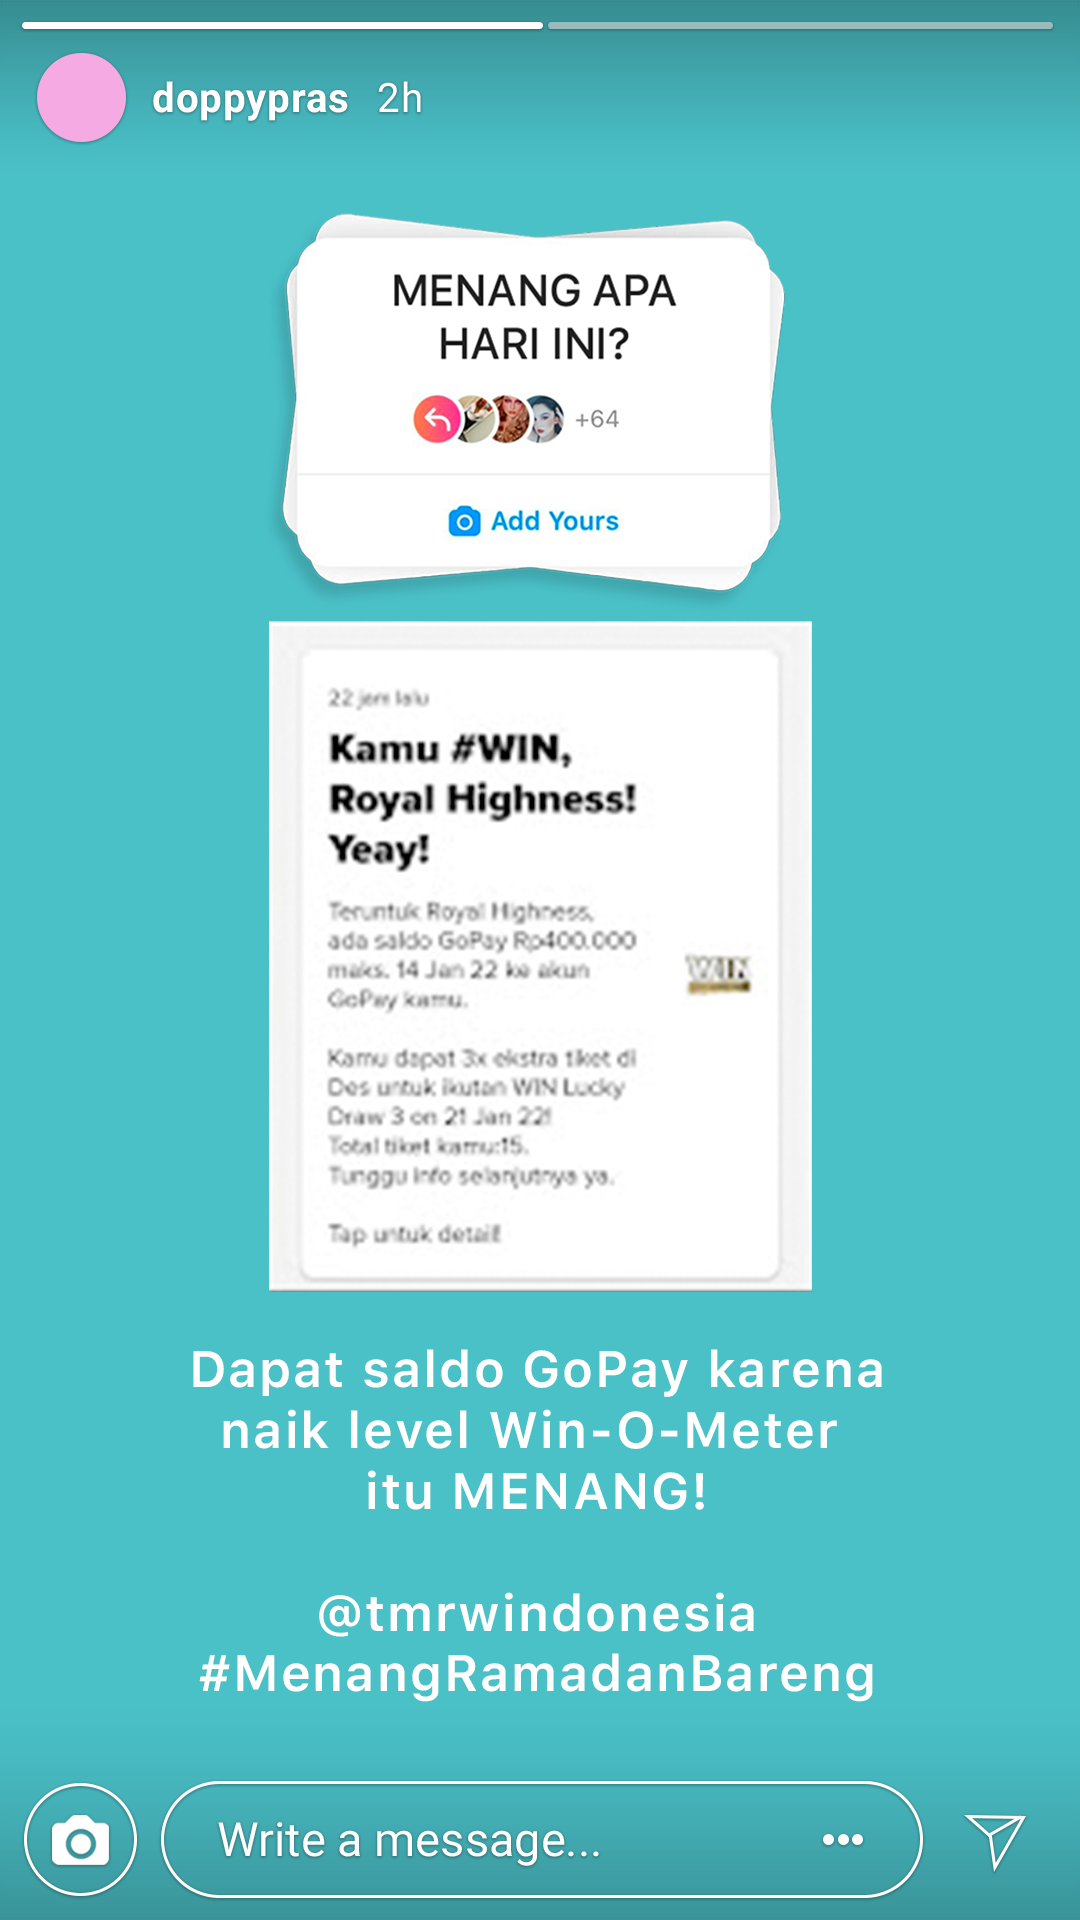 doppypras 2h
MENANG APA
HARI INI?
+64
Add Yours
22 jam lalu
Kamu #WIN,
Royal Highness!
Yeay!
Teruntuk Royal Highness,
ada saldo GoPay Rp400.000
maks. 14 Jan 22 ke akun
GoPay kamu.
WIN
Kamu dapat 3x ekstra tiket di
Des untuk ikutan WIN Lucky
Draw 3 on 21 Jan 22!
Total tiket kamu:15.
Tunggu info selanjutnya ya.
Tap untuk detail!
Dapat saldo GoPay karena
naik level Win-O-Meter
itu MENANG!
@tmrwindonesia
#MenangRamadanBareng
Write a message...